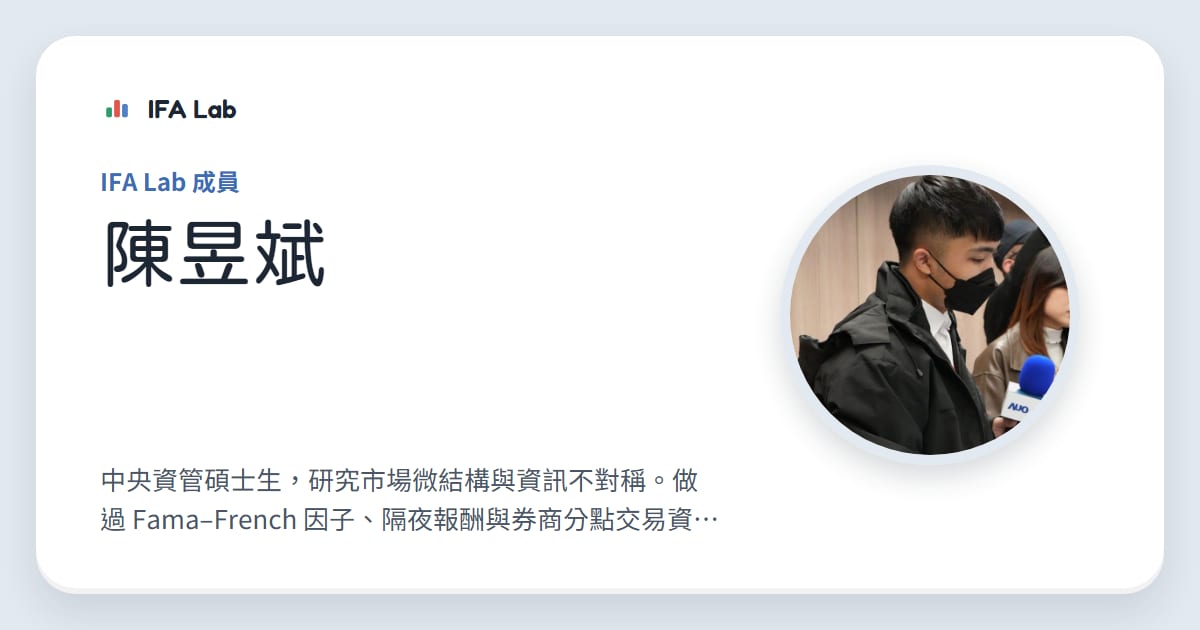 IFA Lab
IFA Lab 成員
陳昱斌
中央資管碩士生，研究市場微結構與資訊不對稱。做
過 Fama–French 因子、隔夜報酬與券商分點交易資…
AUO